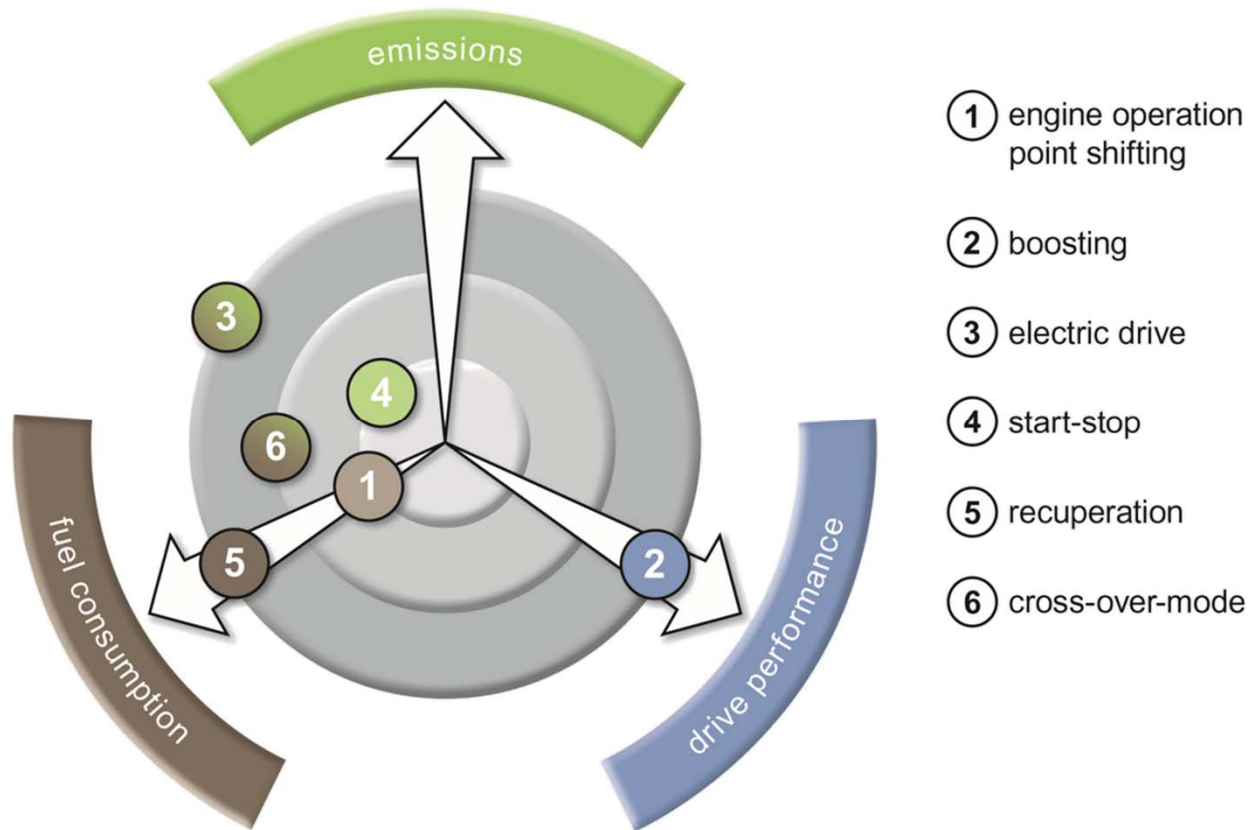 emissions
fuel consumption
drive performance
3
4
6
1
5
2
1 engine operation
point shifting
2 boosting
3 electric drive
4 start-stop
5 recuperation
6 cross-over-mode